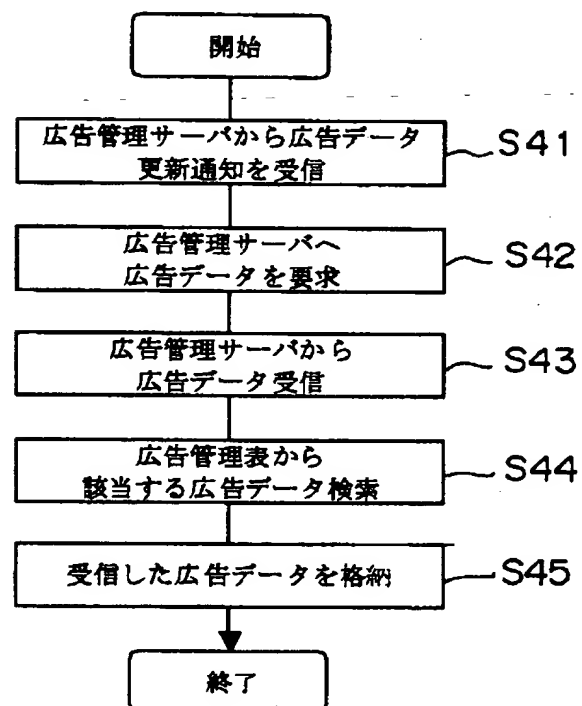 開始
広告管理サーバから広告データ
更新通知を受信
S41
広告管理サーバへ
広告データを要求
S42
広告管理サーバから
広告データ受信
S43
広告管理表から
該当する広告データ検索
S44
受信した広告データを格納
S45
終了